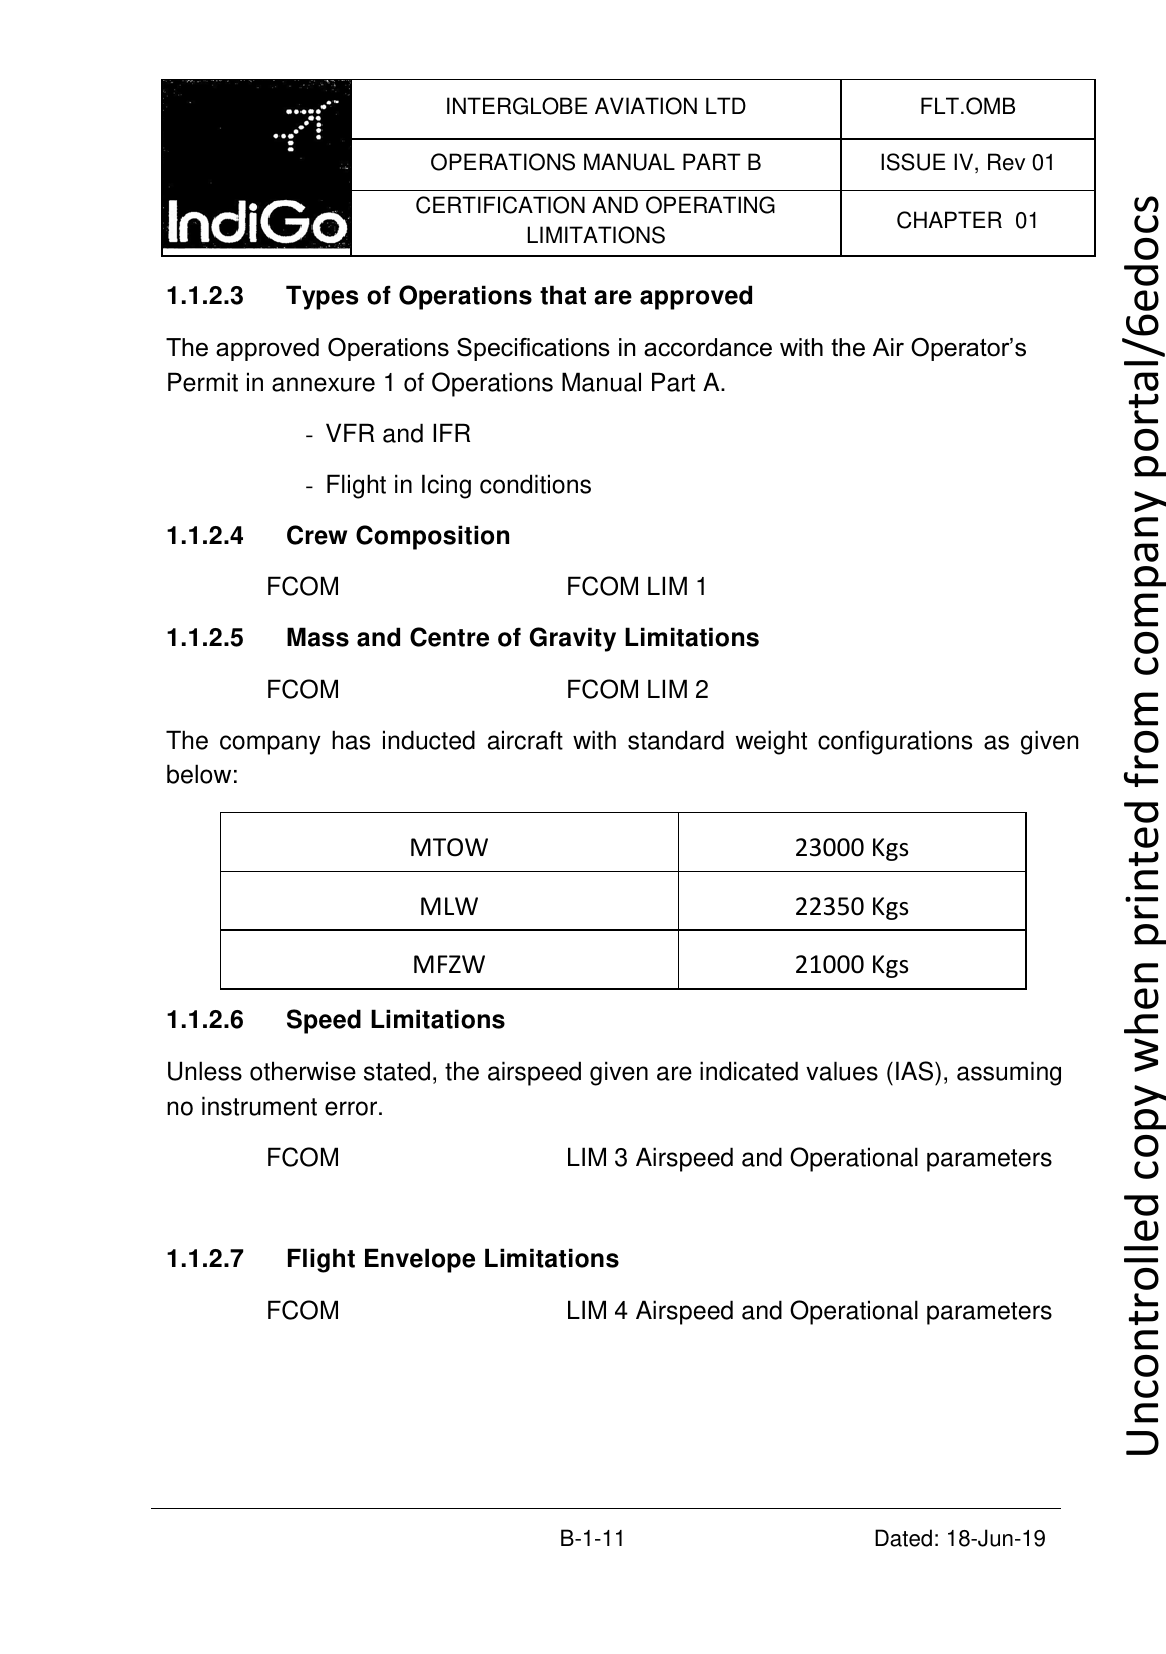 IndiGo
INTERGLOBE AVIATION LTD
FLT.OMB
OPERATIONS MANUAL PART B
ISSUE IV, Rev 01
CERTIFICATION AND OPERATING
LIMITATIONS
CHAPTER 01
1.1.2.3 Types of Operations that are approved
The approved Operations Specifications in accordance with the Air Operator’s
Permit in annexure 1 of Operations Manual Part A.
- VFR and IFR
- Flight in Icing conditions
1.1.2.4 Crew Composition
FCOM FCOM LIM 1
1.1.2.5 Mass and Centre of Gravity Limitations
FCOM FCOM LIM 2
The company has inducted aircraft with standard weight configurations as given
below:
MTOW 23000 Kgs
MLW 22350 Kgs
MFZW 21000 Kgs
1.1.2.6 Speed Limitations
Unless otherwise stated, the airspeed given are indicated values (IAS), assuming
no instrument error.
FCOM LIM 3 Airspeed and Operational parameters
1.1.2.7 Flight Envelope Limitations
FCOM LIM 4 Airspeed and Operational parameters
B-1-11 Dated: 18-Jun-19
Uncontrolled copy when printed from company portal/6edocs